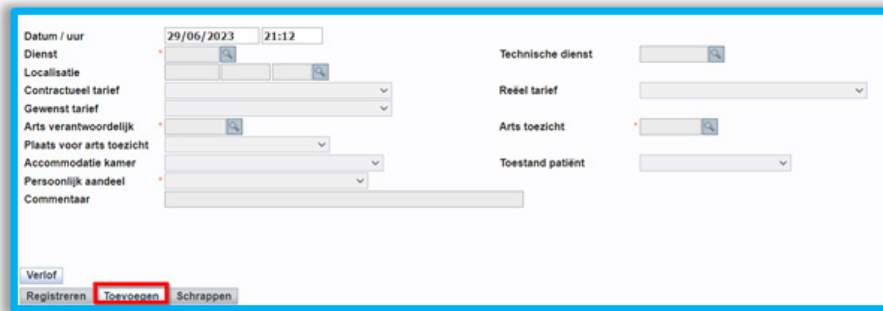 Datum / uur 29/06/2023 21:12
Dienst * Technische dienst
Localisatie
Contractueel tarief Reëel tarief
Gewenst tarief
Arts verantwoordelijk * Arts toezicht *
Plaats voor arts toezicht
Accommodatie kamer Toestand patiënt
Persoonlijk aandeel *
Commentaar
Verlof
Registreren Toevoegen Schrappen